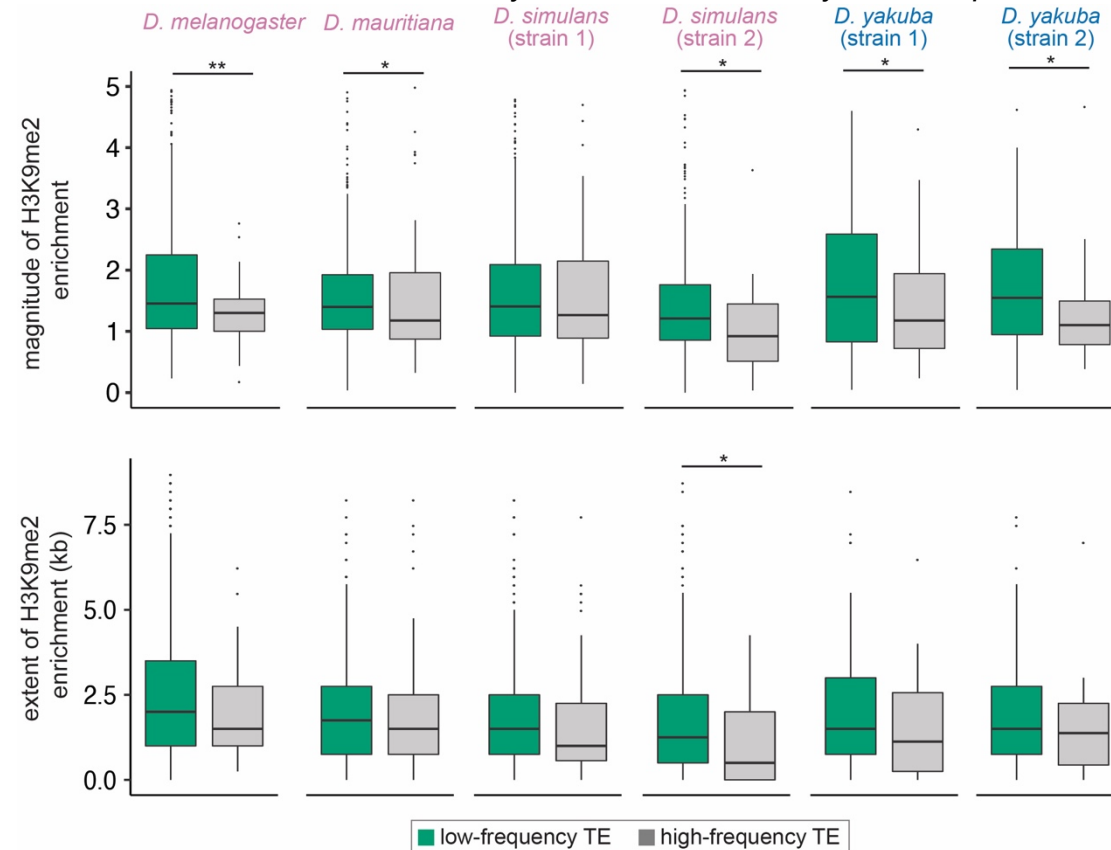 D. melanogaster D. mauritiana D. simulans D. simulans D. yakuba D. yakuba
(strain 1) (strain 2) (strain 1) (strain 2)
** * * * *
magnitude of H3K9me2
enrichment
5
4
3
2
1
0
*
extent of H3K9me2
enrichment (kb)
7.5
5.0
2.5
0.0
low-frequency TE high-frequency TE